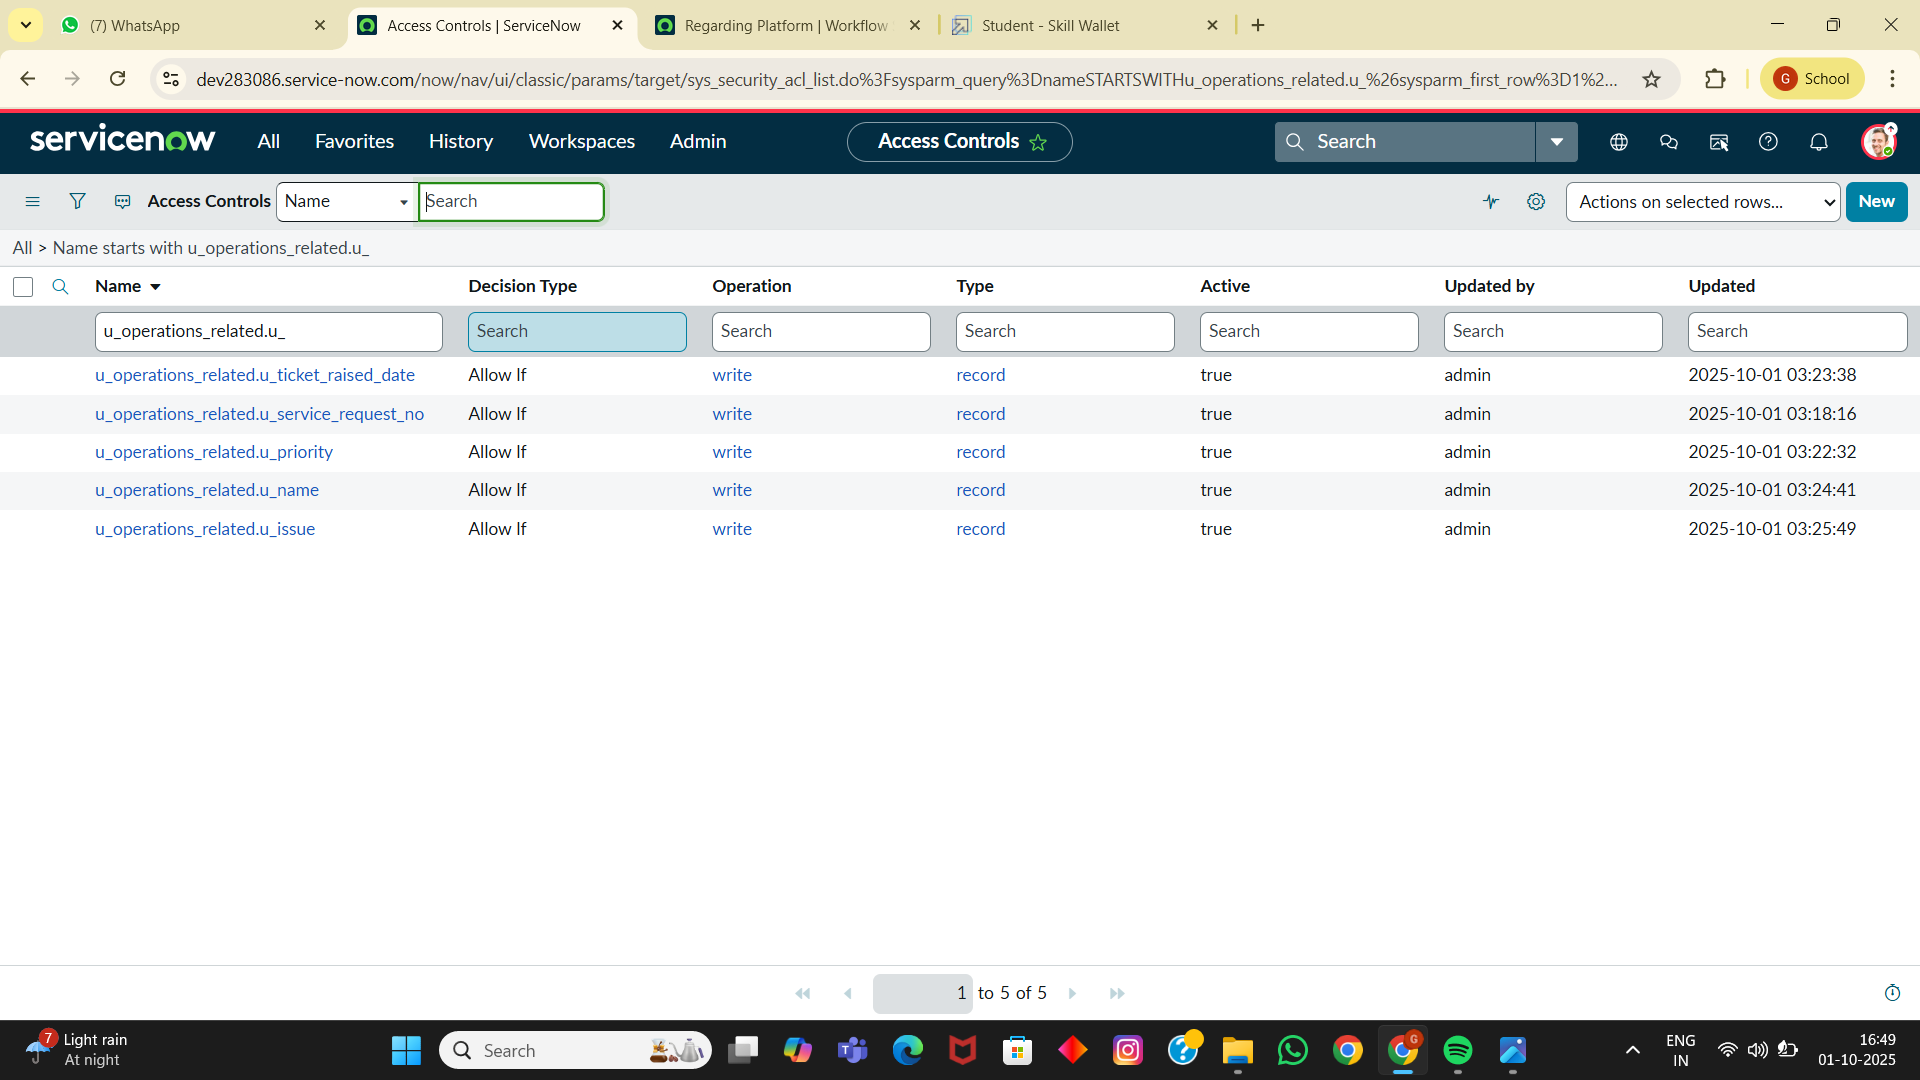 (7) WhatsApp
Access Controls | ServiceNow
Regarding Platform | Workflow
Student - Skill Wallet
dev283086.service-now.com/now/nav/ui/classic/params/target/sys_security_acl_list.do%3Fsysparm_query%3DnameSTARTSWITHu_operations_related.u_%26sysparm_first_row%3D1%2...
G School
servicenow All Favorites History Workspaces Admin
Access Controls
Search
Access Controls Name Search
Actions on selected rows... New
All > Name starts with u_operations_related.u_
Name Decision Type Operation Type Active Updated by Updated
u_operations_related.u_ Search Search Search Search Search Search
u_operations_related.u_ticket_raised_date Allow If write record true admin 2025-10-01 03:23:38
u_operations_related.u_service_request_no Allow If write record true admin 2025-10-01 03:18:16
u_operations_related.u_priority Allow If write record true admin 2025-10-01 03:22:32
u_operations_related.u_name Allow If write record true admin 2025-10-01 03:24:41
u_operations_related.u_issue Allow If write record true admin 2025-10-01 03:25:49
1 to 5 of 5
7 Light rain
At night
Search
G
ENG
IN
16:49
01-10-2025